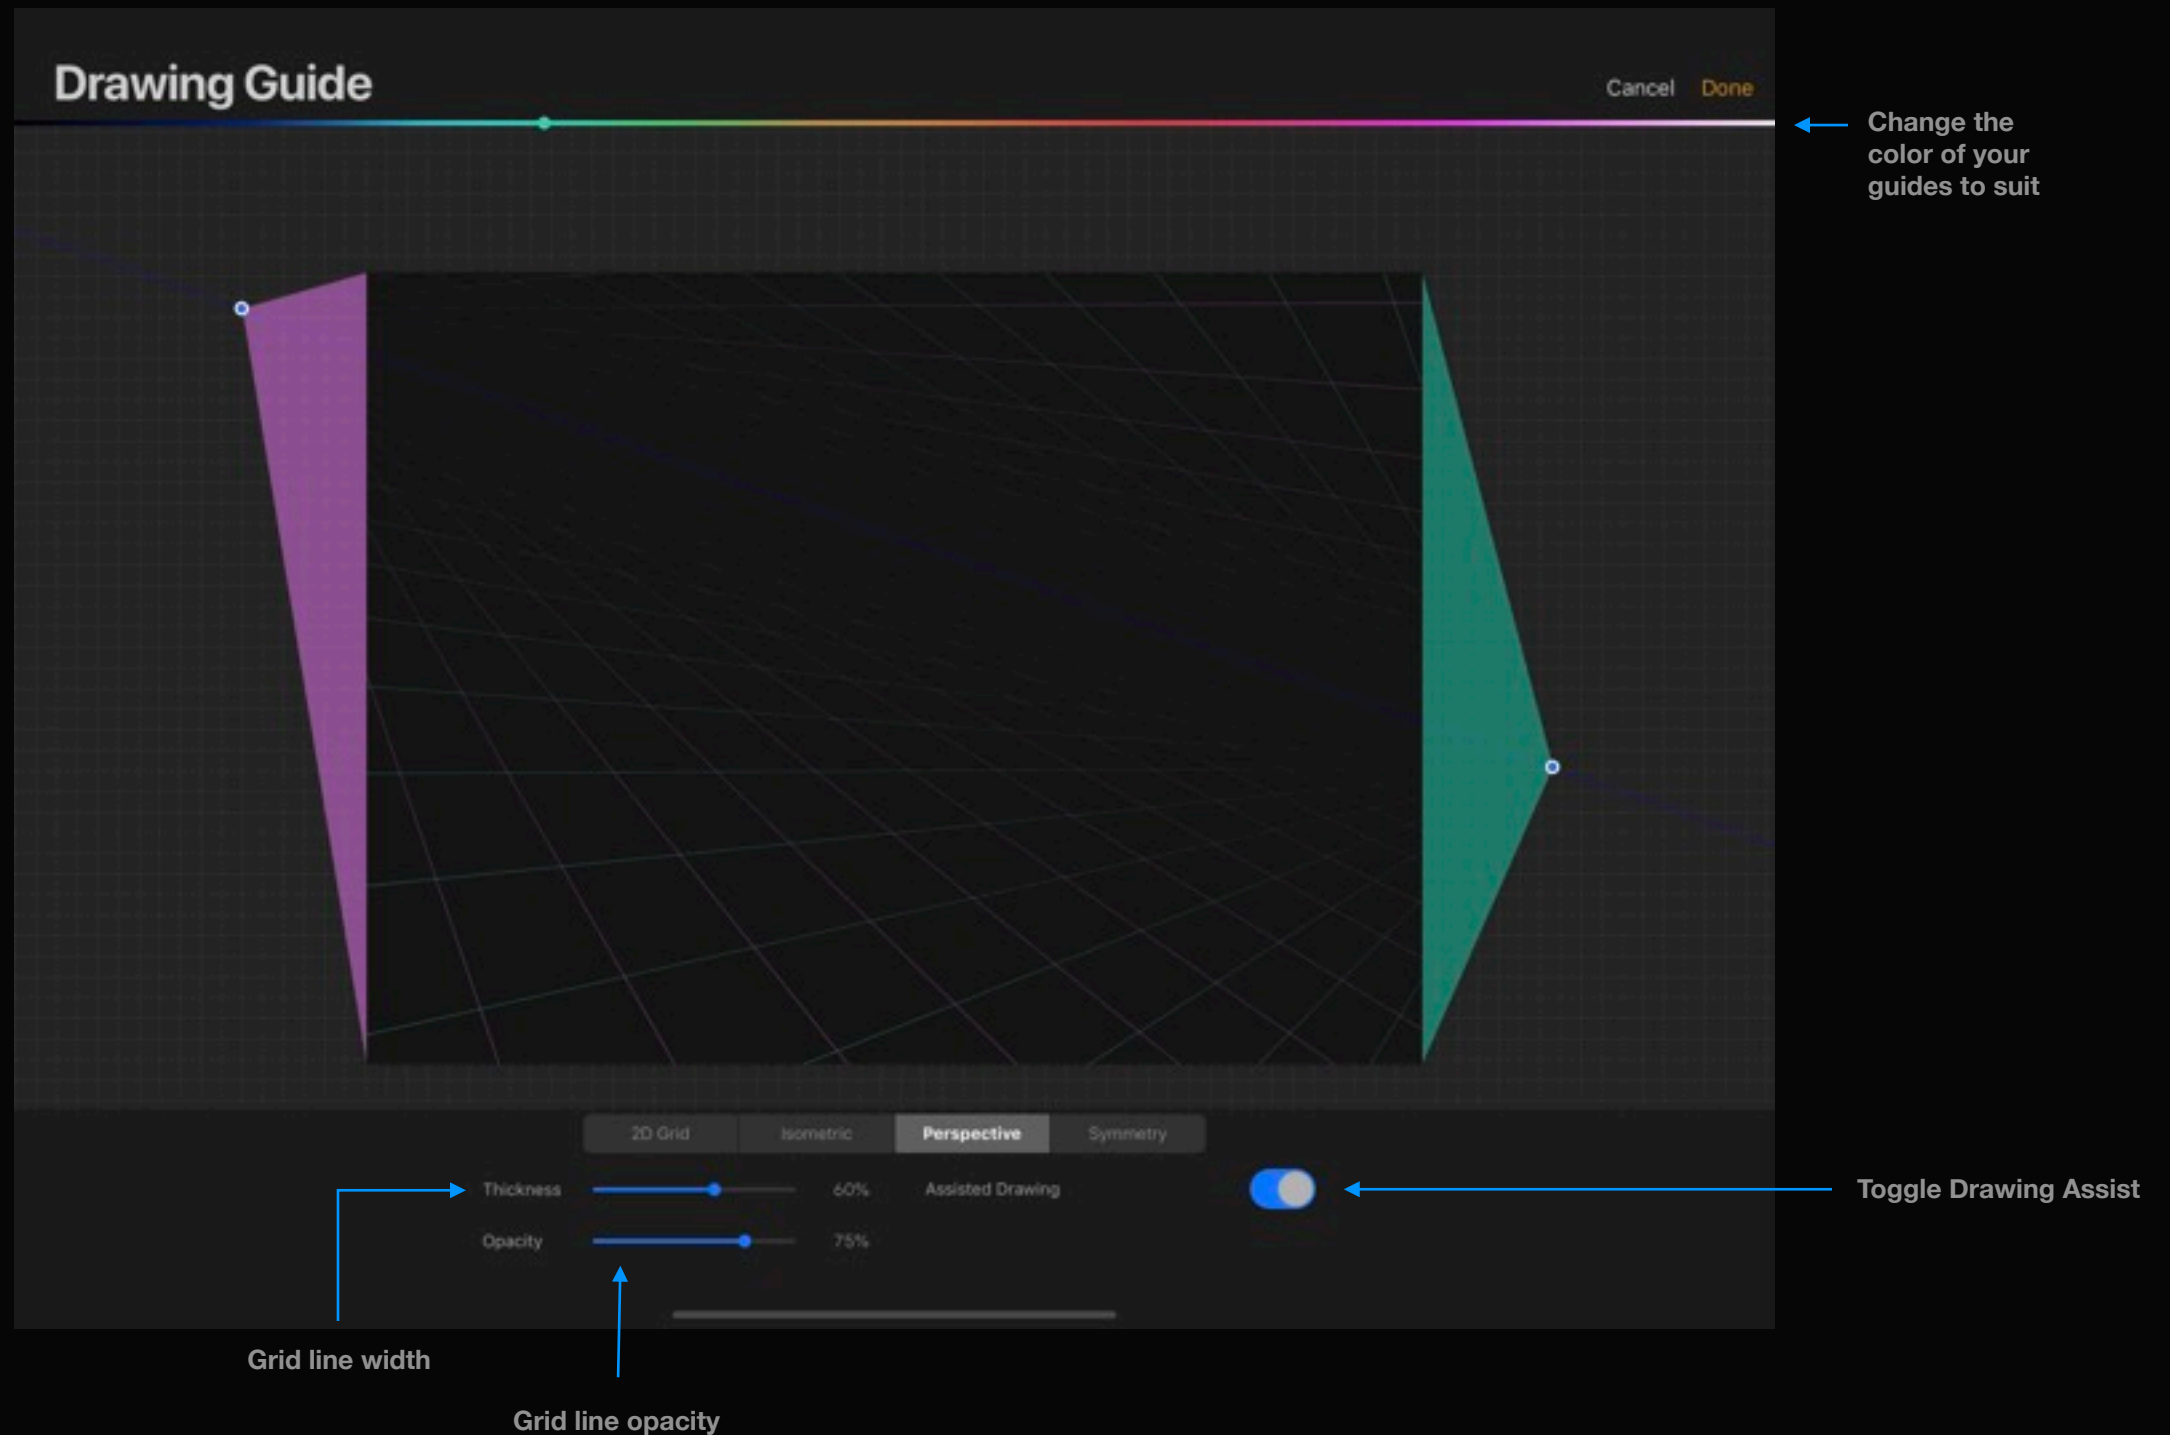 Drawing Guide
Cancel Done
Change the
color of your
guides to suit
2D Grid Isometric Perspective Symmetry
Thickness 60% Assisted Drawing
Toggle Drawing Assist
Opacity 75%
Grid line width
Grid line opacity